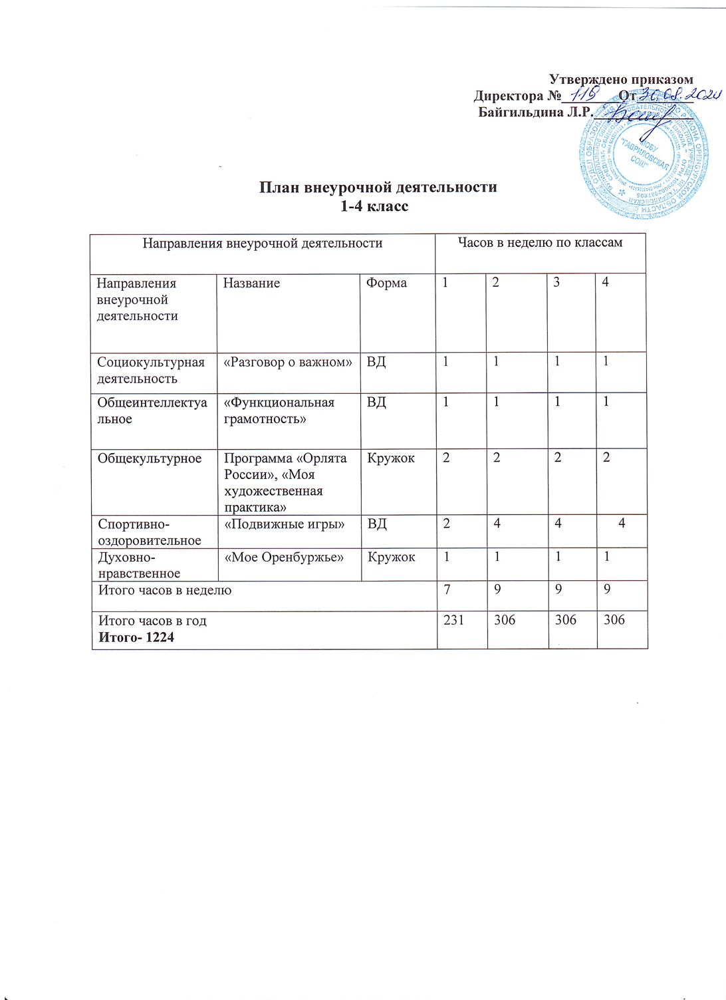 Утверждено приказом
Директора № 119 От 30.08.2024
Байгильдина Л.Р.
МОБУ
"ГАВРИЛОВСКАЯ
СОШ"
План внеурочной деятельности
1-4 класс
Направления внеурочной деятельности Часов в неделю по классам
Направления Название Форма 1 2 3 4
внеурочной
деятельности
Социокультурная «Разговор о важном» ВД 1 1 1 1
деятельность
Общеинтеллектуа «Функциональная ВД 1 1 1 1
льное грамотность»
Общекультурное Программа «Орлята Кружок 2 2 2 2
России», «Моя
художественная
практика»
Спортивно- «Подвижные игры» ВД 2 4 4 4
оздоровительное
Духовно- «Мое Оренбуржье» Кружок 1 1 1 1
нравственное
Итого часов в неделю 7 9 9 9
Итого часов в год 231 306 306 306
Итого- 1224